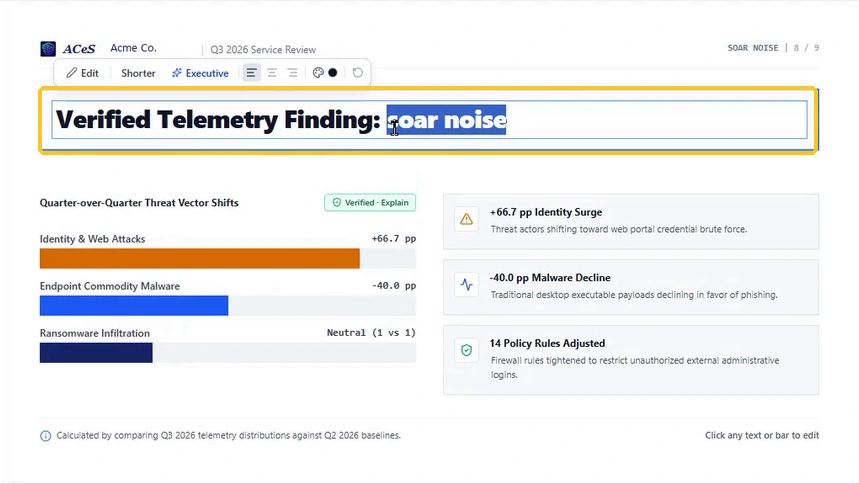 ACeS Acme Co. | Q3 2026 Service Review
SOAR NOISE | 8 / 9
Edit Shorter Executive
Verified Telemetry Finding: soar noise
Quarter-over-Quarter Threat Vector Shifts
Verified · Explain
Identity & Web Attacks +66.7 pp
Endpoint Commodity Malware -40.0 pp
Ransomware Infiltration Neutral (1 vs 1)
+66.7 pp Identity Surge
Threat actors shifting toward web portal credential brute force.
-40.0 pp Malware Decline
Traditional desktop executable payloads declining in favor of phishing.
14 Policy Rules Adjusted
Firewall rules tightened to restrict unauthorized external administrative
logins.
Calculated by comparing Q3 2026 telemetry distributions against Q2 2026 baselines.
Click any text or bar to edit